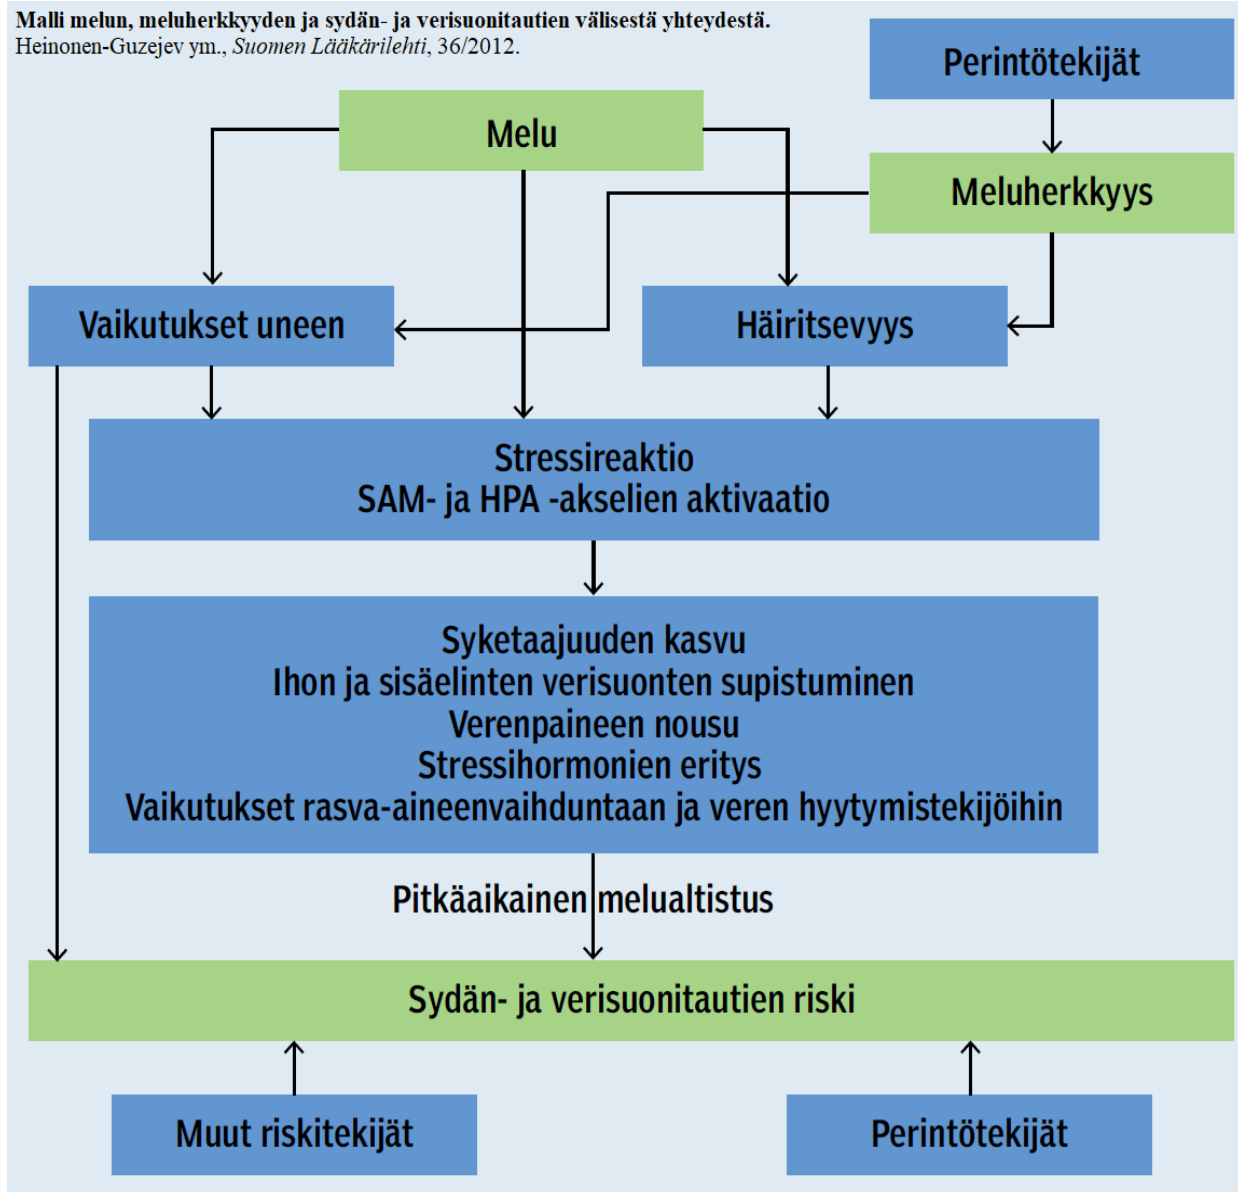 Malli melun, meluherkkyyden ja sydän- ja verisuonitautien välisestä yhteydestä.
Heinonen-Guzejev ym., Suomen Lääkärilehti, 36/2012.
Perintötekijät
Melu
Meluherkkyys
Vaikutukset uneen
Häiritsevyys
Stressireaktio
SAM- ja HPA -akselien aktivaatio
Syketaajuuden kasvu
Ihon ja sisäelinten verisuonten supistuminen
Verenpaineen nousu
Stressihormonien eritys
Vaikutukset rasva-aineenvaihduntaan ja veren hyytymistekijöihin
Pitkäaikainen melualtistus
Sydän- ja verisuonitautien riski
Muut riskitekijät
Perintötekijät